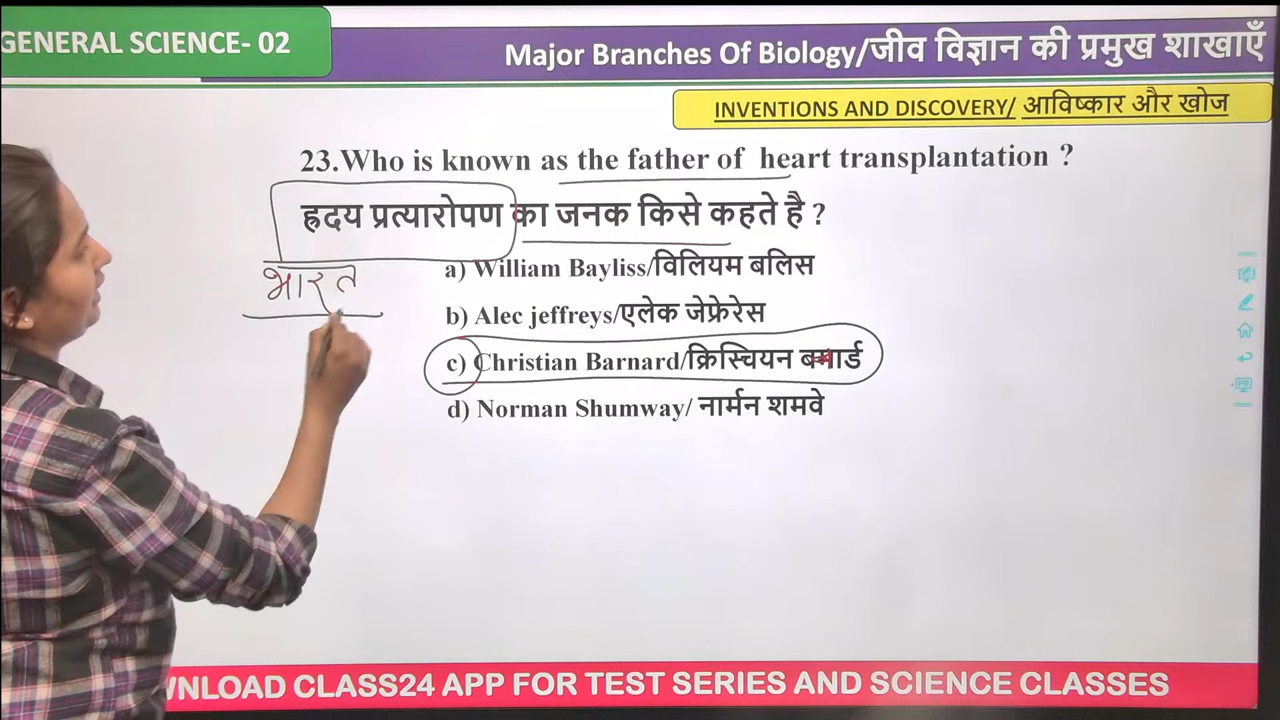 GENERAL SCIENCE- 02
Major Branches Of Biology/जीव विज्ञान की प्रमुख शाखाएँ
INVENTIONS AND DISCOVERY/ आविष्कार और खोज
23.Who is known as the father of heart transplantation ?
ह्रदय प्रत्यारोपण का जनक किसे कहते है ?
भारत
a) William Bayliss/विलियम बलिस
b) Alec jeffreys/एलेक जेफ्रेरेस
c) Christian Barnard/क्रिस्चियन बर्नार्ड
d) Norman Shumway/ नार्मन शमवे
WNLOAD CLASS24 APP FOR TEST SERIES AND SCIENCE CLASSES